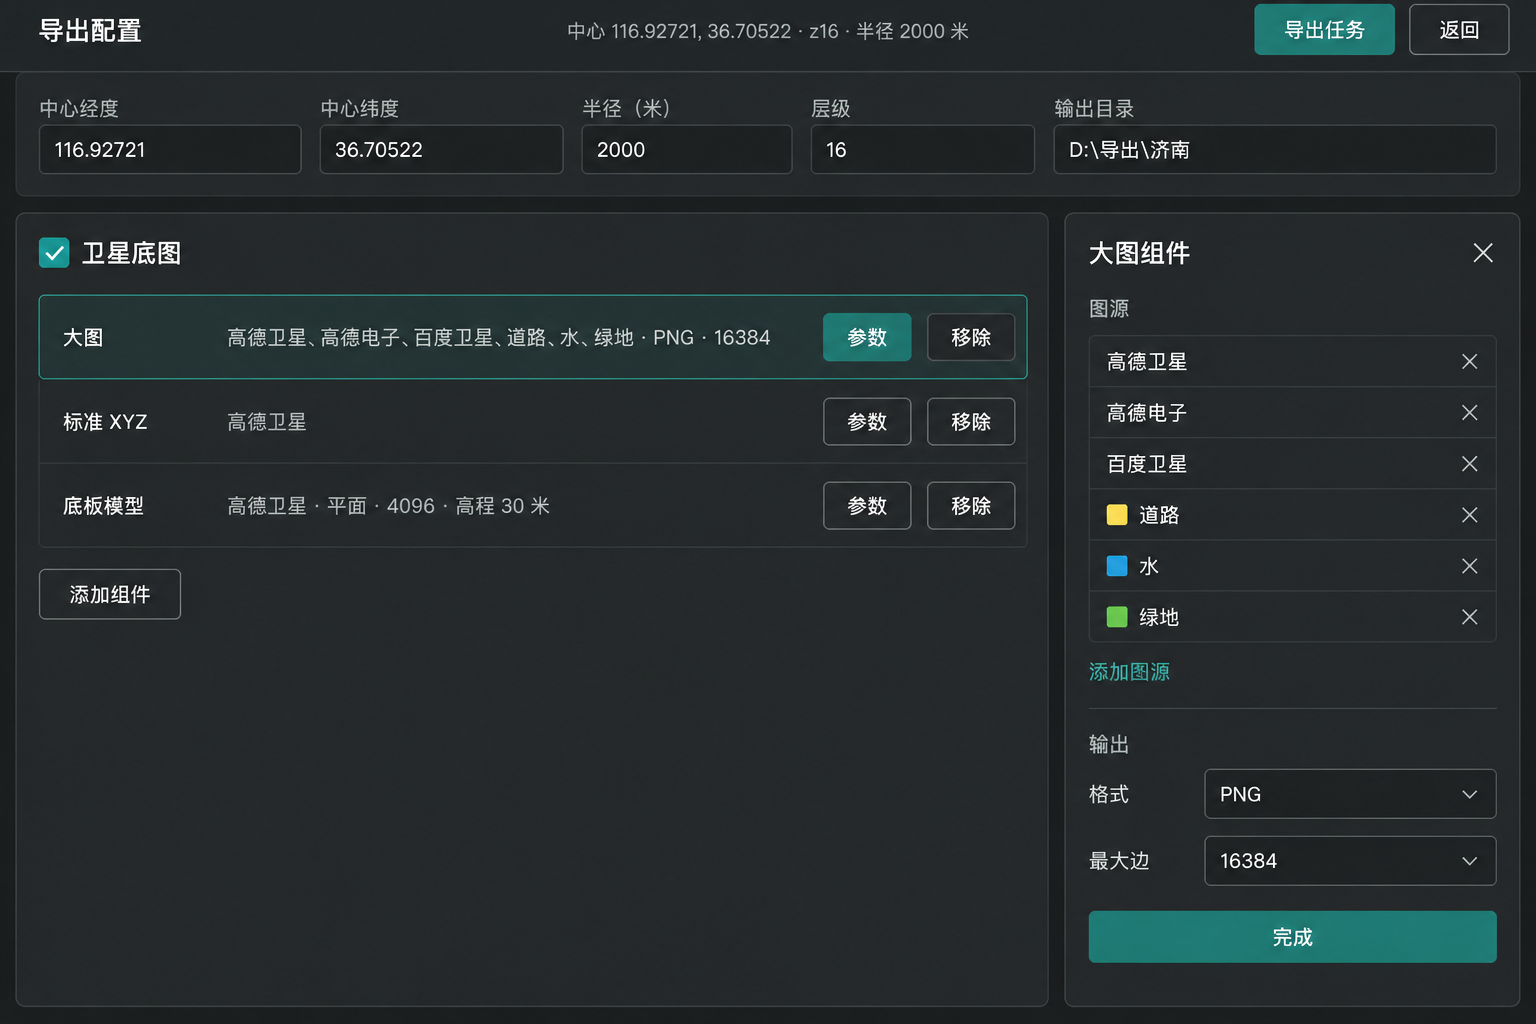 导出配置
中心 116.92721, 36.70522 · z16 · 半径 2000 米
导出任务
返回
中心经度
中心纬度
半径（米）
层级
输出目录
116.92721
36.70522
2000
16
D:\导出\济南
卫星底图
大图
高德卫星、高德电子、百度卫星、道路、水、绿地 · PNG · 16384
参数
移除
标准 XYZ
高德卫星
参数
移除
底板模型
高德卫星 · 平面 · 4096 · 高程 30 米
参数
移除
添加组件
大图组件
图源
高德卫星
高德电子
百度卫星
道路
水
绿地
添加图源
输出
格式
PNG
最大边
16384
完成